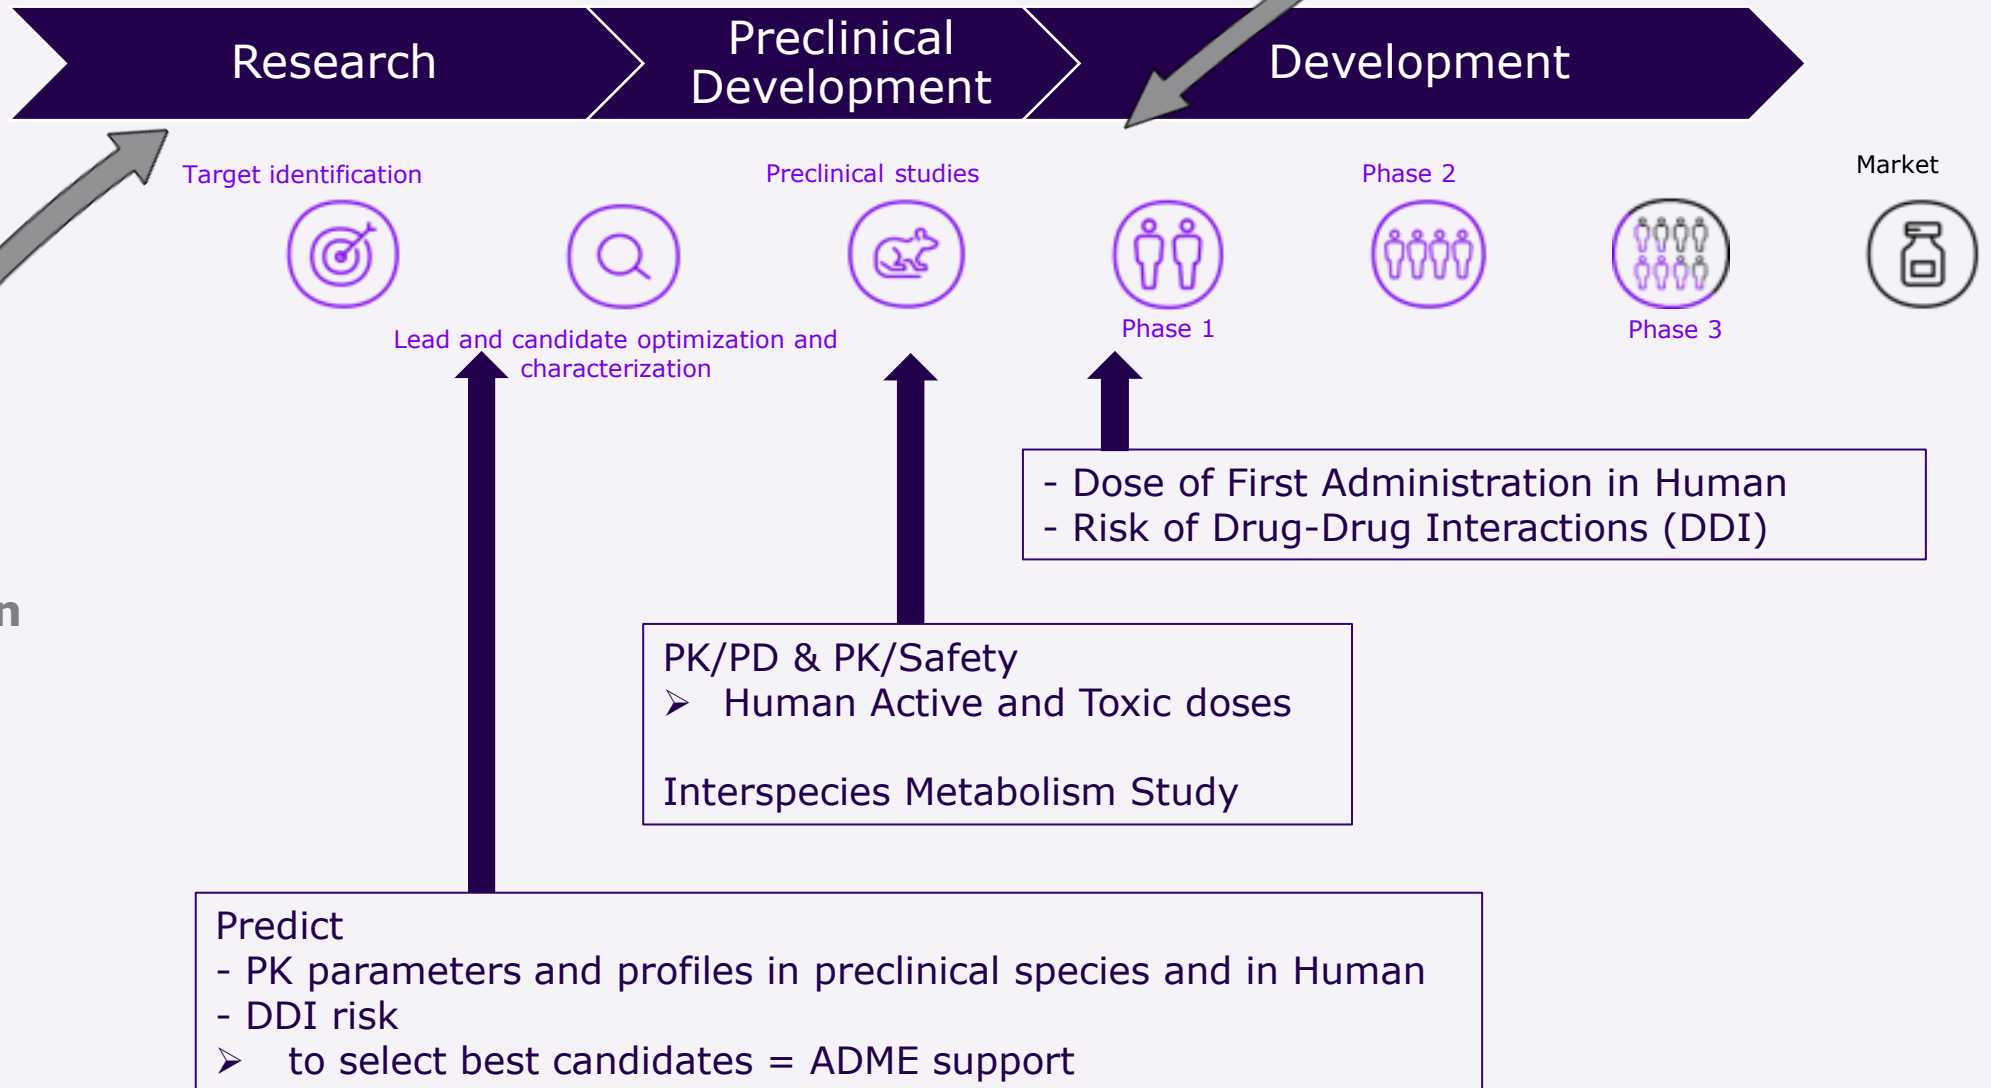 Research
Preclinical
Development
Development
Target identification
Preclinical studies
Phase 2
Market
Lead and candidate optimization and
characterization
Phase 1
Phase 3
- Dose of First Administration in Human
- Risk of Drug-Drug Interactions (DDI)
n
PK/PD & PK/Safety
➢ Human Active and Toxic doses
Interspecies Metabolism Study
Predict
- PK parameters and profiles in preclinical species and in Human
- DDI risk
➢ to select best candidates = ADME support